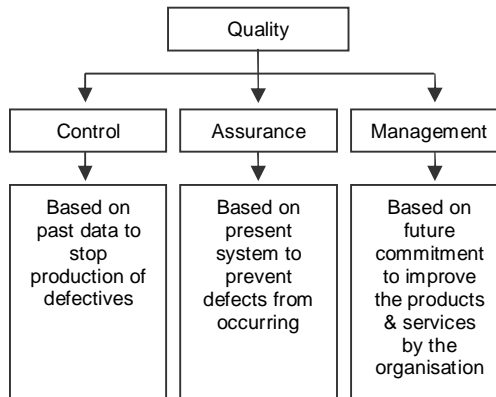 Quality
Control
Assurance
Management
Based on
past data to
stop
production of
defectives
Based on
present
system to
prevent
defects from
occurring
Based on
future
commitment
to improve
the products
& services
by the
organisation